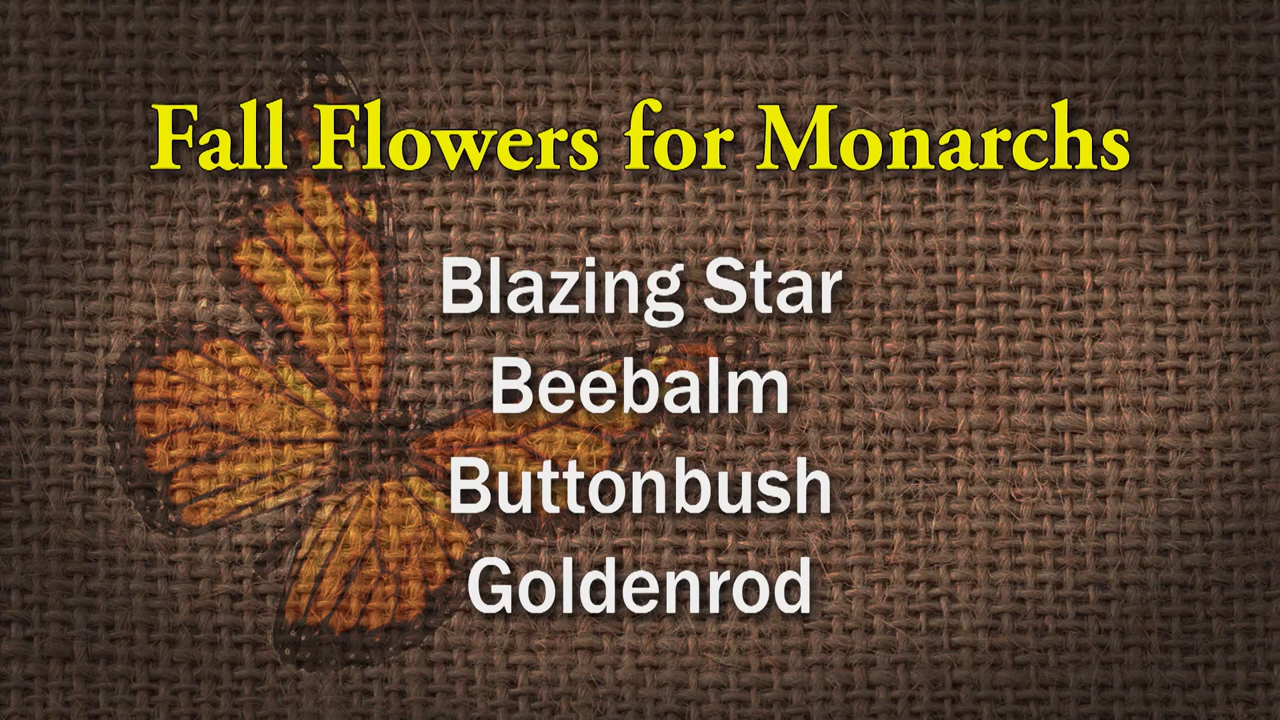 Fall Flowers for Monarchs
Blazing Star
Beebalm
Buttonbush
Goldenrod